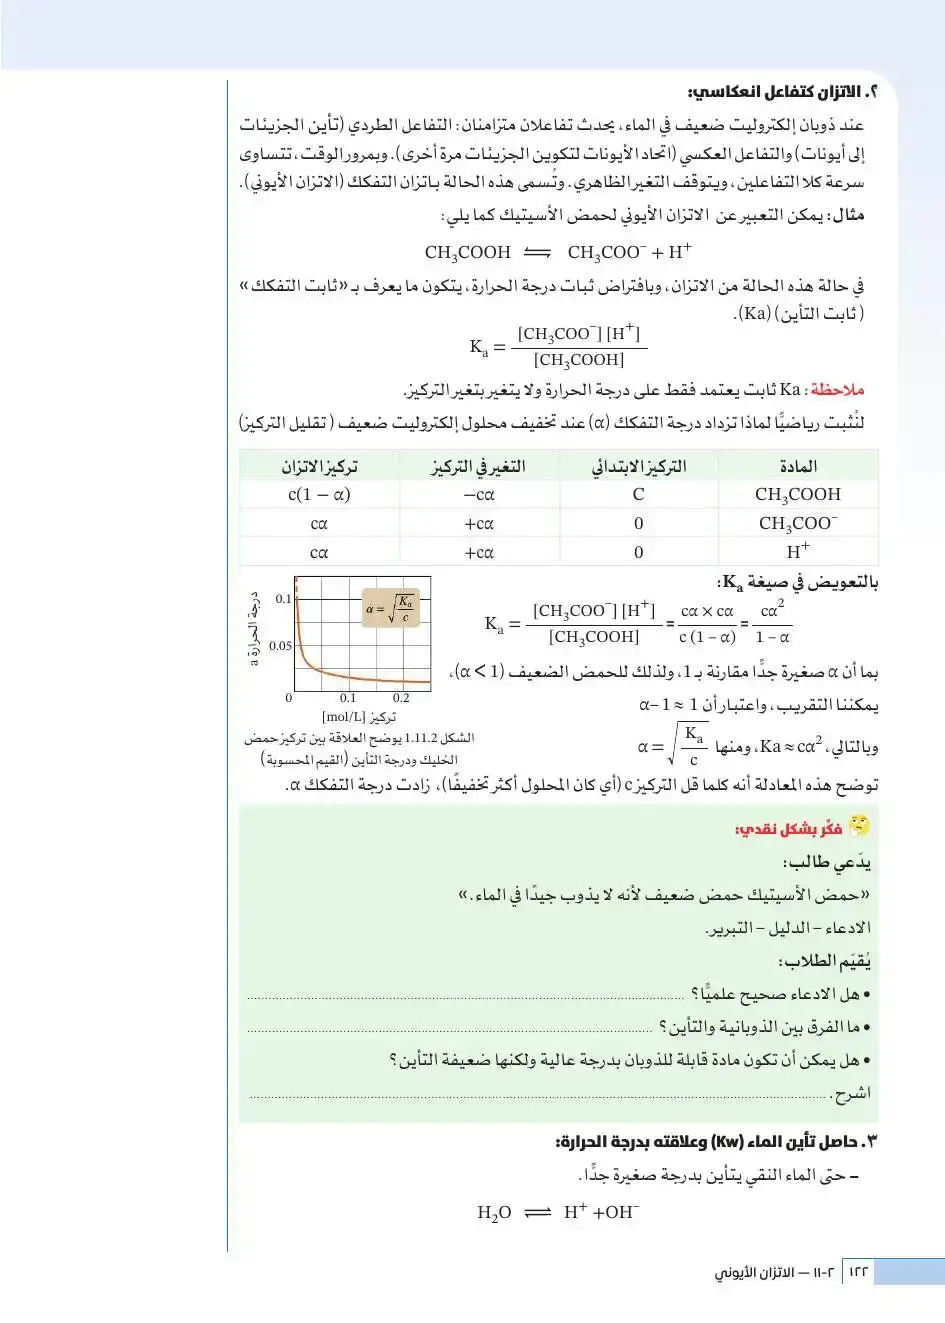 ٢. الاتزان كتفاعل انعكاسي:
عند ذوبان إلكتروليت ضعيف في الماء، يحدث تفاعلان متزامنان: التفاعل الطردي (تأين الجزيئات
إلى أيونات) والتفاعل العكسي (اتحاد الأيونات لتكوين الجزيئات مرة أخرى). وبمرور الوقت، تتساوى
سرعة كلا التفاعلين، ويتوقف التغير الظاهري. وتُسمى هذه الحالة باتزان التفكك (الاتزان الأيوني).
مثال: يمكن التعبير عن الاتزان الأيوني لحمض الأسيتيك كما يلي:
CH₃COOH ⇌ CH₃COO⁻ + H⁺
في حالة هذه الحالة من الاتزان، وبافتراض ثبات درجة الحرارة، يتكون ما يعرف بـ «ثابت التفكك»
(ثابت التأين) (Ka).
Kₐ = [CH₃COO⁻] [H⁺] / [CH₃COOH]
ملاحظة: Ka ثابت يعتمد فقط على درجة الحرارة ولا يتغير بتغير التركيز.
لنُثبت رياضيًّا لماذا تزداد درجة التفكك (α) عند تخفيف محلول إلكتروليت ضعيف (تقليل التركيز)
المادة التركيز الابتدائي التغير في التركيز تركيز الاتزان
CH₃COOH C −cα c(1 − α)
CH₃COO⁻ 0 +cα cα
H⁺ 0 +cα cα
بالتعويض في صيغة Kₐ:
Kₐ = [CH₃COO⁻] [H⁺] / [CH₃COOH] = cα × cα / c (1 − α) = cα² / 1 − α
بما أن α صغيرة جدًّا مقارنة بـ 1، ولذلك للحمض الضعيف (α < 1)،
يمكننا التقريب، واعتبار أن 1 ≈ 1 −α
وبالتالي، Ka ≈ cα²، ومنها α = √(Kₐ / c)
درجة الحرارة a
0.1
0.05
0
0.1
0.2
α = √(Kₐ / c)
تركيز [mol/L]
الشكل 1.11.2 يوضح العلاقة بين تركيز حمض
الخليك ودرجة التأين (القيم المحسوبة)
توضح هذه المعادلة أنه كلما قل التركيز c (أي كان المحلول أكثر تخفيفًا)، زادت درجة التفكك α.
فكّر بشكل نقدي:
يدّعي طالب:
«حمض الأسيتيك حمض ضعيف لأنه لا يذوب جيدًا في الماء.»
الادعاء – الدليل – التبرير.
يُقيّم الطلاب:
• هل الادعاء صحيح علميًّا؟ ........................................
• ما الفرق بين الذوبانية والتأين؟ ........................................
• هل يمكن أن تكون مادة قابلة للذوبان بدرجة عالية ولكنها ضعيفة التأين؟
اشرح. ........................................
٣. حاصل تأين الماء (Kw) وعلاقته بدرجة الحرارة:
– حتى الماء النقي يتأين بدرجة صغيرة جدًّا.
H₂O ⇌ H⁺ +OH⁻
١٢٢ ٢-١١ — الاتزان الأيوني